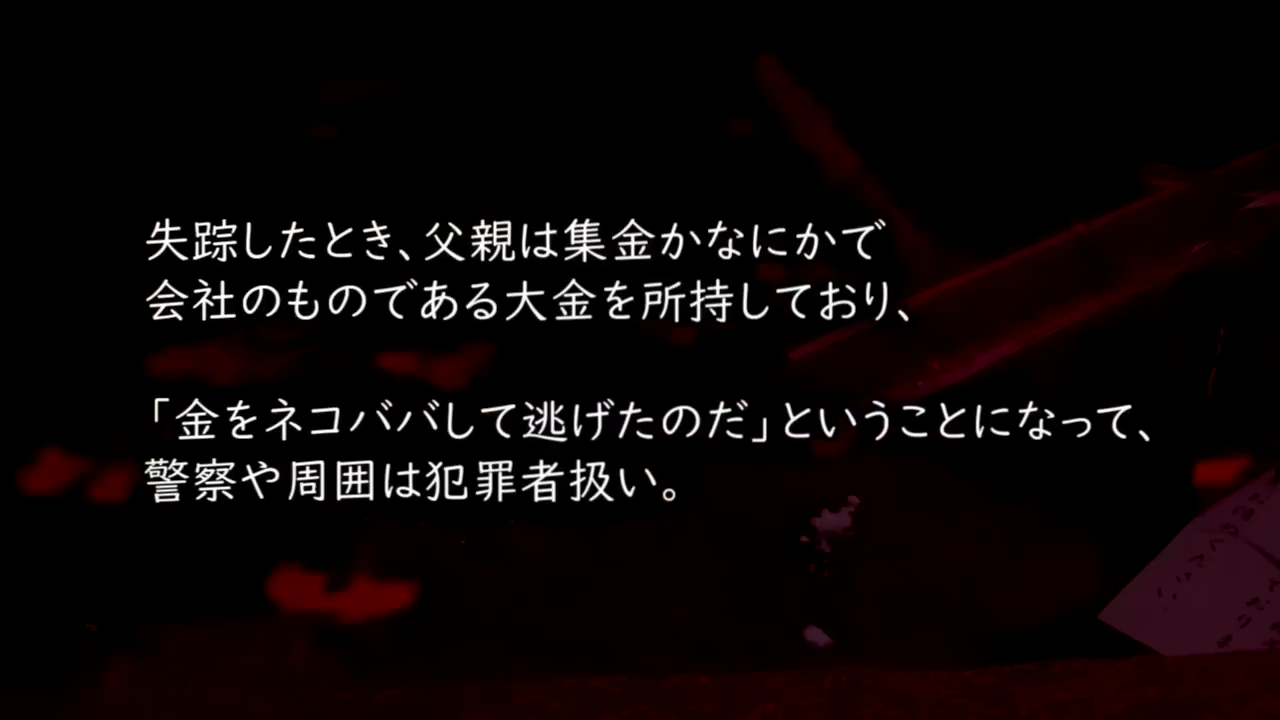 失踪したとき、父親は集金かなにかで
会社のものである大金を所持しており、
「金をネコババして逃げたのだ」ということになって、
警察や周囲は犯罪者扱い。